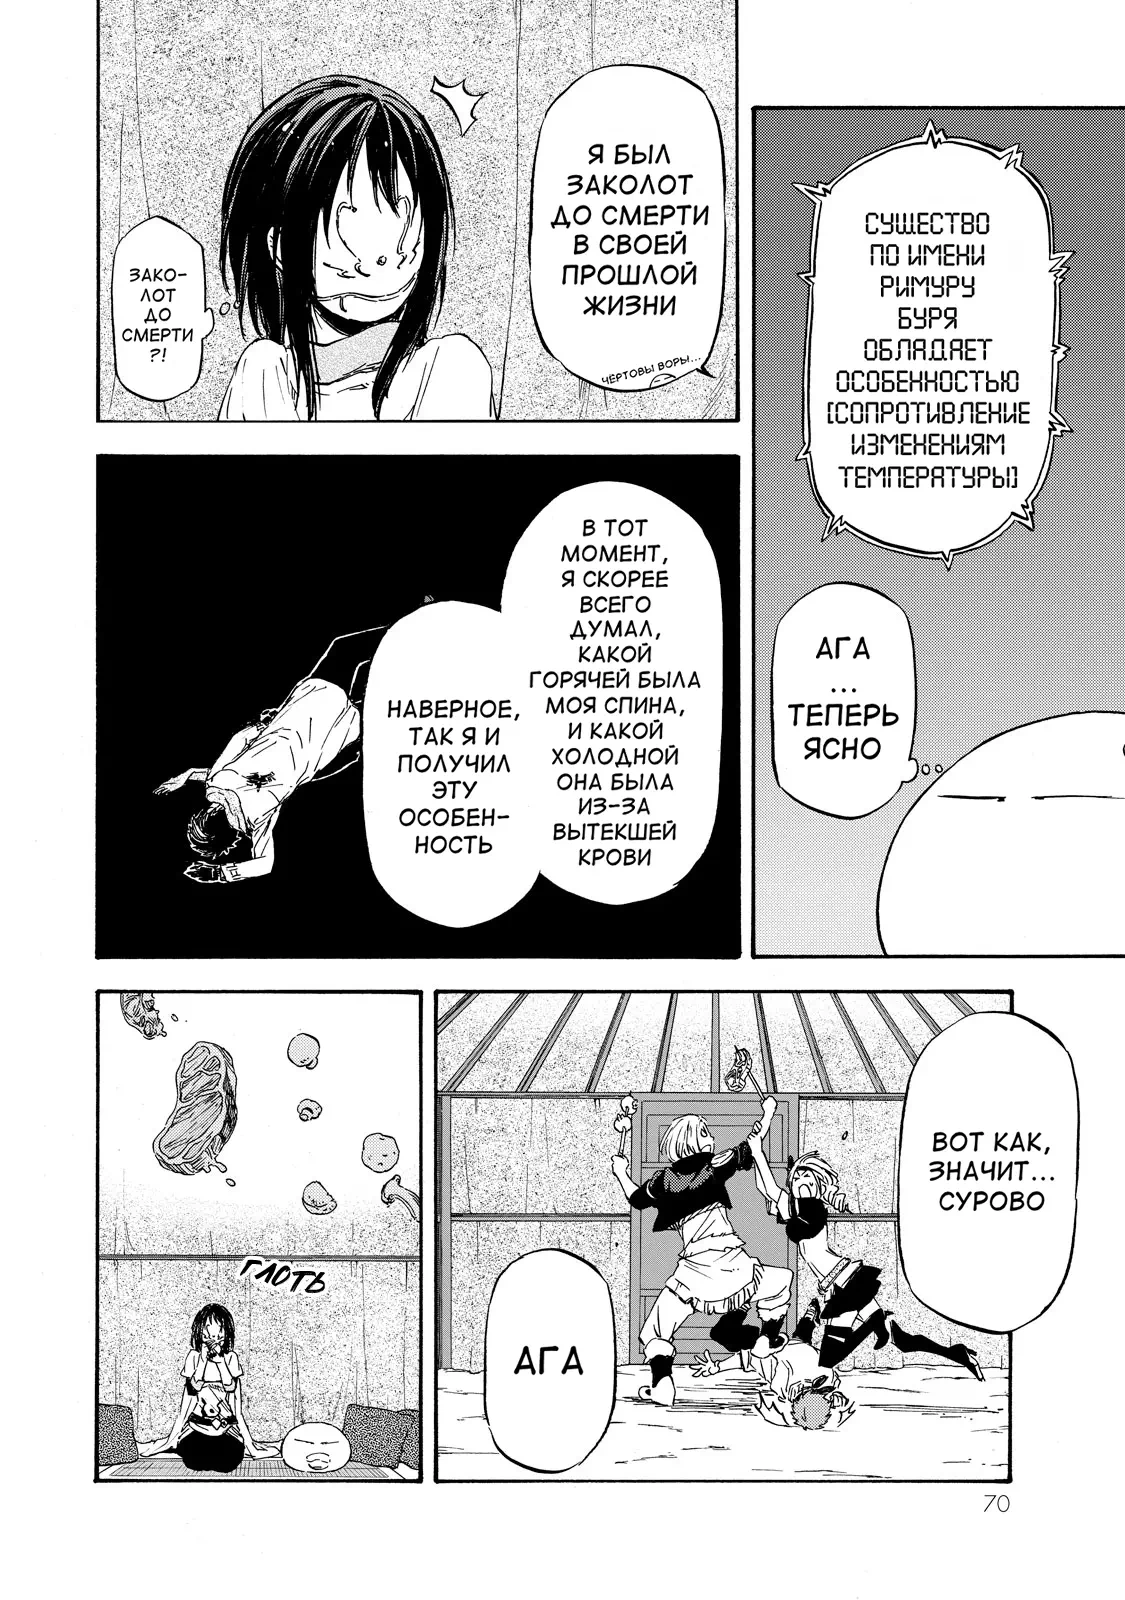 СУЩЕСТВО
ПО ИМЕНИ
РИМУРУ
БУРЯ
ОБЛАДАЕТ
ОСОБЕННОСТЬЮ
[СОПРОТИВЛЕНИЕ
ИЗМЕНЕНИЯМ
ТЕМПЕРАТУРЫ]
АГА
...
ТЕПЕРЬ
ЯСНО
Я БЫЛ
ЗАКОЛОТ
ДО СМЕРТИ
В СВОЕЙ
ПРОШЛОЙ
ЖИЗНИ
ЧЁРТОВЫ ВОРЫ...
ЗАКО-
ЛОТ
ДО
СМЕРТИ
?!
В ТОТ
МОМЕНТ,
Я СКОРЕЕ
ВСЕГО
ДУМАЛ,
КАКОЙ
ГОРЯЧЕЙ БЫЛА
МОЯ СПИНА,
И КАКОЙ
ХОЛОДНОЙ
ОНА БЫЛА
ИЗ-ЗА
ВЫТЕКШЕЙ
КРОВИ
НАВЕРНОЕ,
ТАК Я И
ПОЛУЧИЛ
ЭТУ
ОСОБЕН-
НОСТЬ
ВОТ КАК,
ЗНАЧИТ...
СУРОВО
АГА
ГЛОТЬ
70